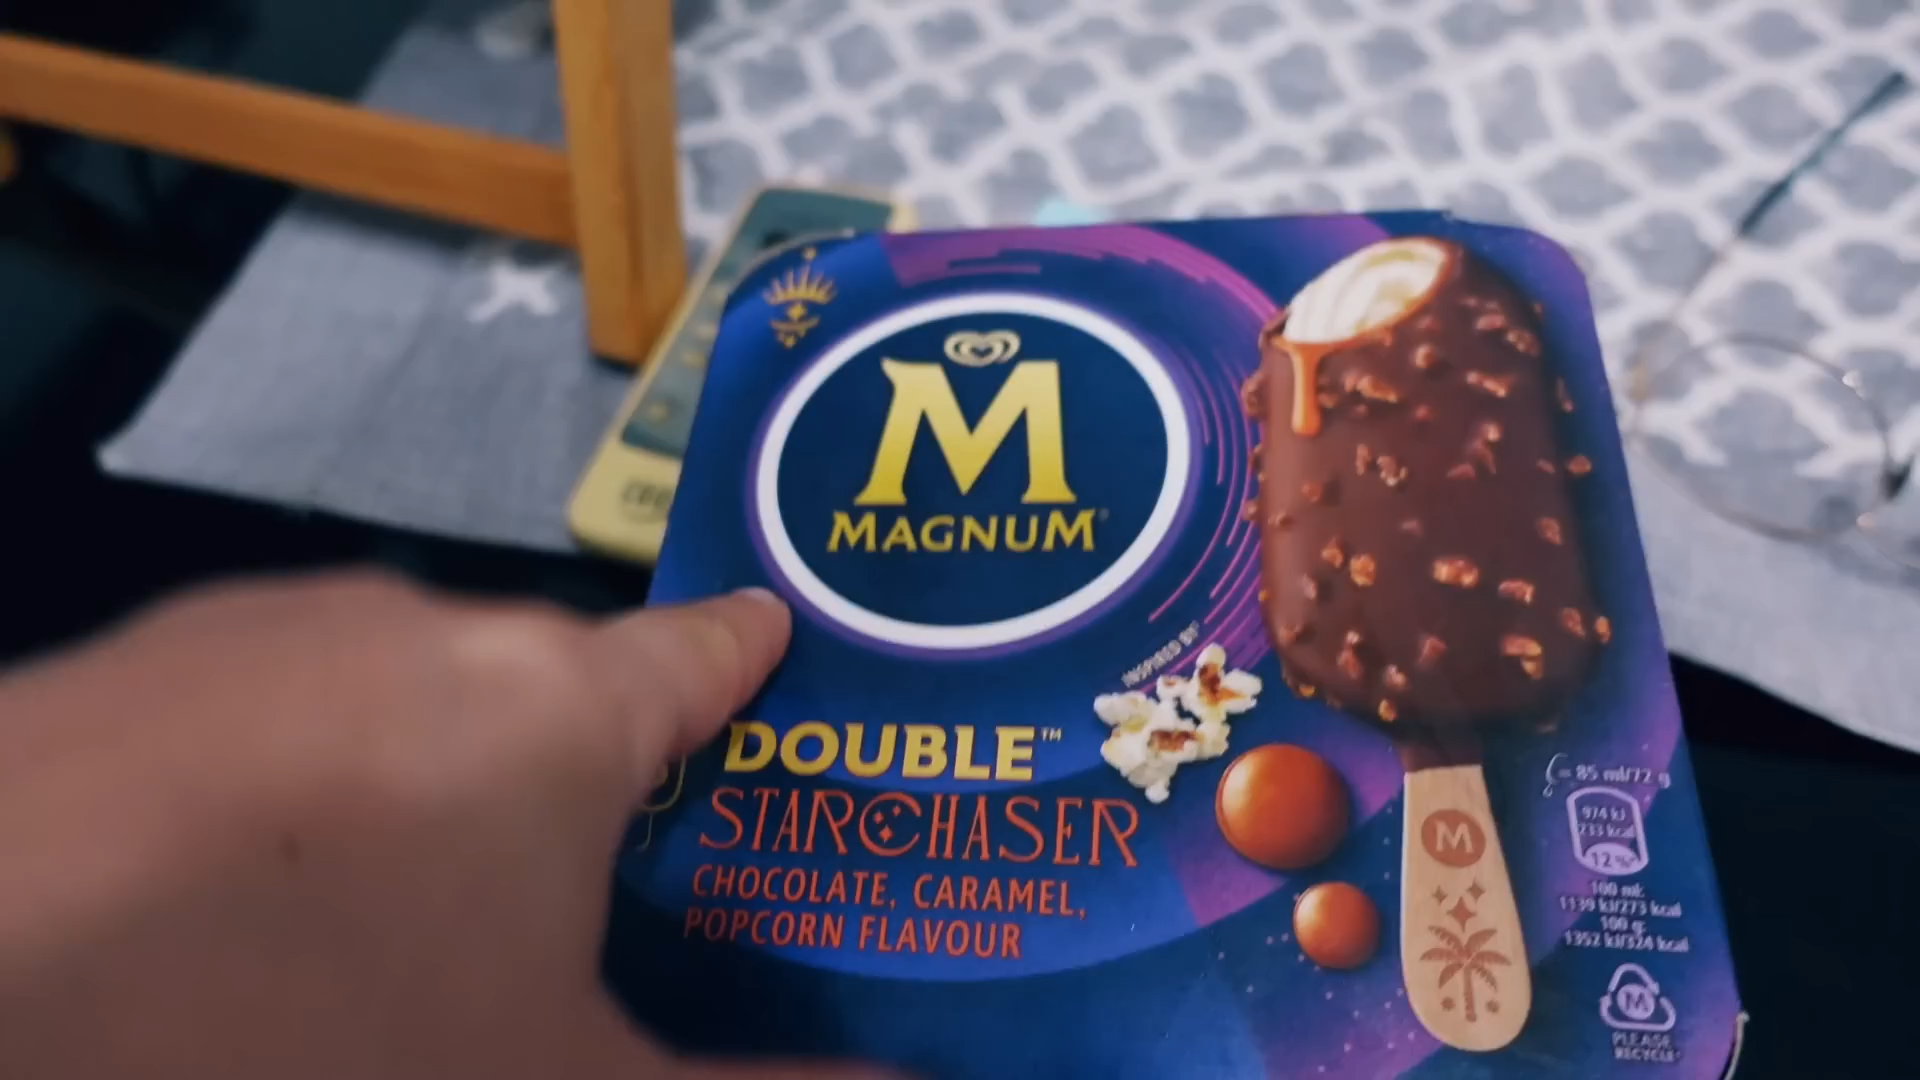 M
MAGNUM
INSPIRED BY
DOUBLE™
STARCHASER
CHOCOLATE, CARAMEL,
POPCORN FLAVOUR
M
= 85 ml/72 g
974 kJ
233 kcal
12%
100 ml:
1139 kJ/273 kcal
100 g:
1352 kJ/324 kcal
M
PLEASE
RECYCLE